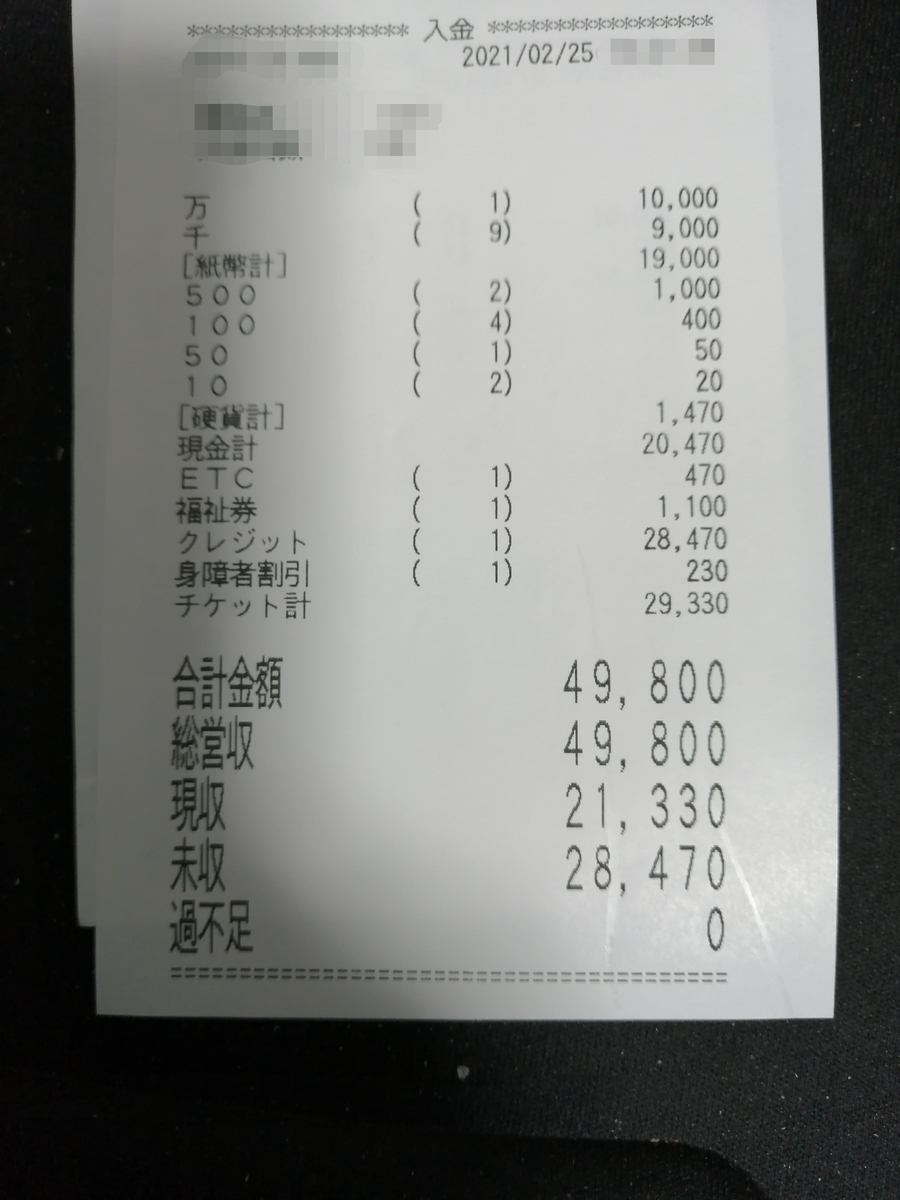 ***************** 入金 *****************
2021/02/25
万 ( 1) 10,000
千 ( 9) 9,000
[紙幣計] 19,000
500 ( 2) 1,000
100 ( 4) 400
50 ( 1) 50
10 ( 2) 20
[硬貨計] 1,470
現金計 20,470
ETC ( 1) 470
福祉券 ( 1) 1,100
クレジット ( 1) 28,470
身障者割引 ( 1) 230
チケット計 29,330
合計金額 49,800
総営収 49,800
現収 21,330
未収 28,470
過不足 0
==========================================